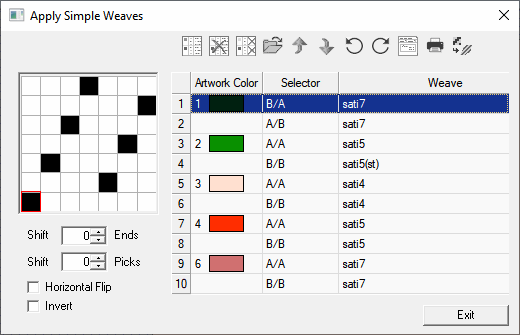 Apply Simple Weaves
Artwork Color Selector Weave
1 1 B/A sati7
2 A/B sati7
3 2 A/A sati5
4 B/B sati5(st)
5 3 A/A sati4
6 B/B sati4
7 4 A/A sati5
8 B/B sati5
9 6 A/A sati7
10 B/B sati7
Shift 0 Ends
Shift 0 Picks
Horizontal Flip
Invert
Exit